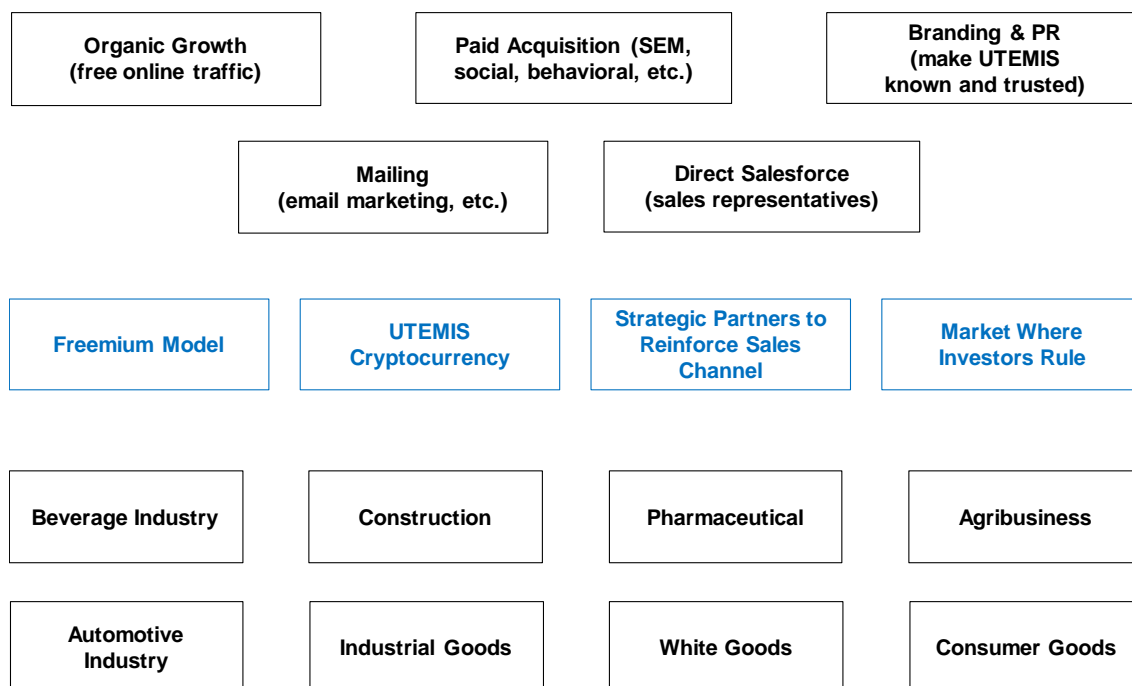 Organic Growth
(free online traffic)
Paid Acquisition (SEM,
social, behavioral, etc.)
Branding & PR
(make UTEMIS
known and trusted)
Mailing
(email marketing, etc.)
Direct Salesforce
(sales representatives)
Freemium Model
UTEMIS
Cryptocurrency
Strategic Partners to
Reinforce Sales
Channel
Market Where
Investors Rule
Beverage Industry
Construction
Pharmaceutical
Agribusiness
Automotive
Industry
Industrial Goods
White Goods
Consumer Goods